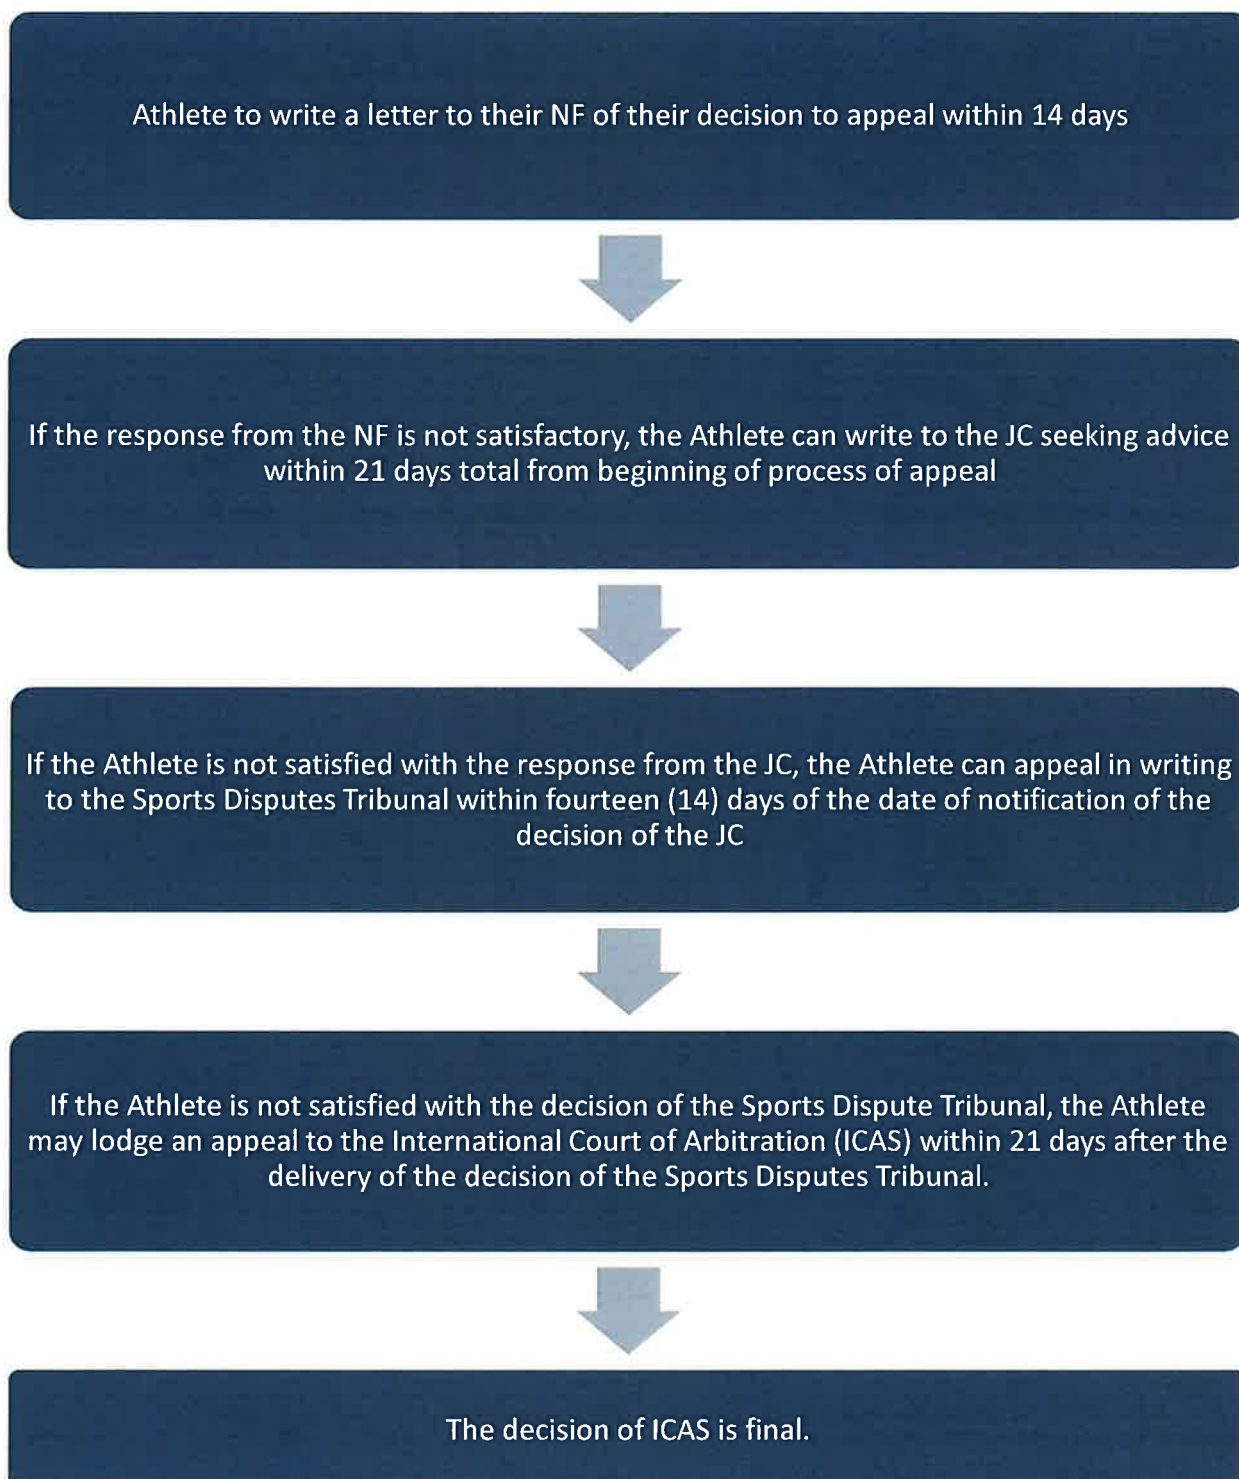 Athlete to write a letter to their NF of their decision to appeal within 14 days
If the response from the NF is not satisfactory, the Athlete can write to the JC seeking advice
within 21 days total from beginning of process of appeal
If the Athlete is not satisfied with the response from the JC, the Athlete can appeal in writing
to the Sports Disputes Tribunal within fourteen (14) days of the date of notification of the
decision of the JC
If the Athlete is not satisfied with the decision of the Sports Dispute Tribunal, the Athlete
may lodge an appeal to the International Court of Arbitration (ICAS) within 21 days after the
delivery of the decision of the Sports Disputes Tribunal.
The decision of ICAS is final.